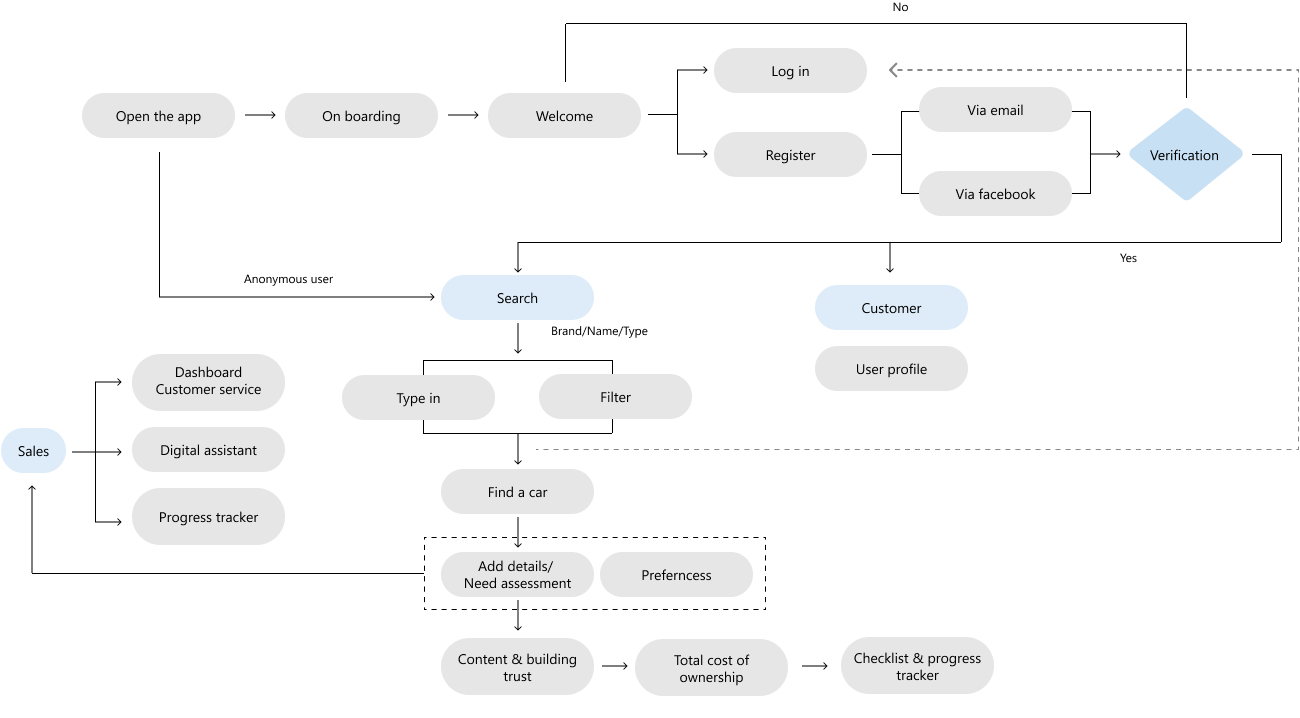 No
Log in
Open the app
On boarding
Welcome
Via email
Register
Verification
Via facebook
Yes
Anonymous user
Search
Customer
Brand/Name/Type
User profile
Dashboard
Customer service
Type in
Filter
Sales
Digital assistant
Find a car
Progress tracker
Add details/
Need assessment
Preferncess
Content & building
trust
Total cost of
ownership
Checklist & progress
tracker